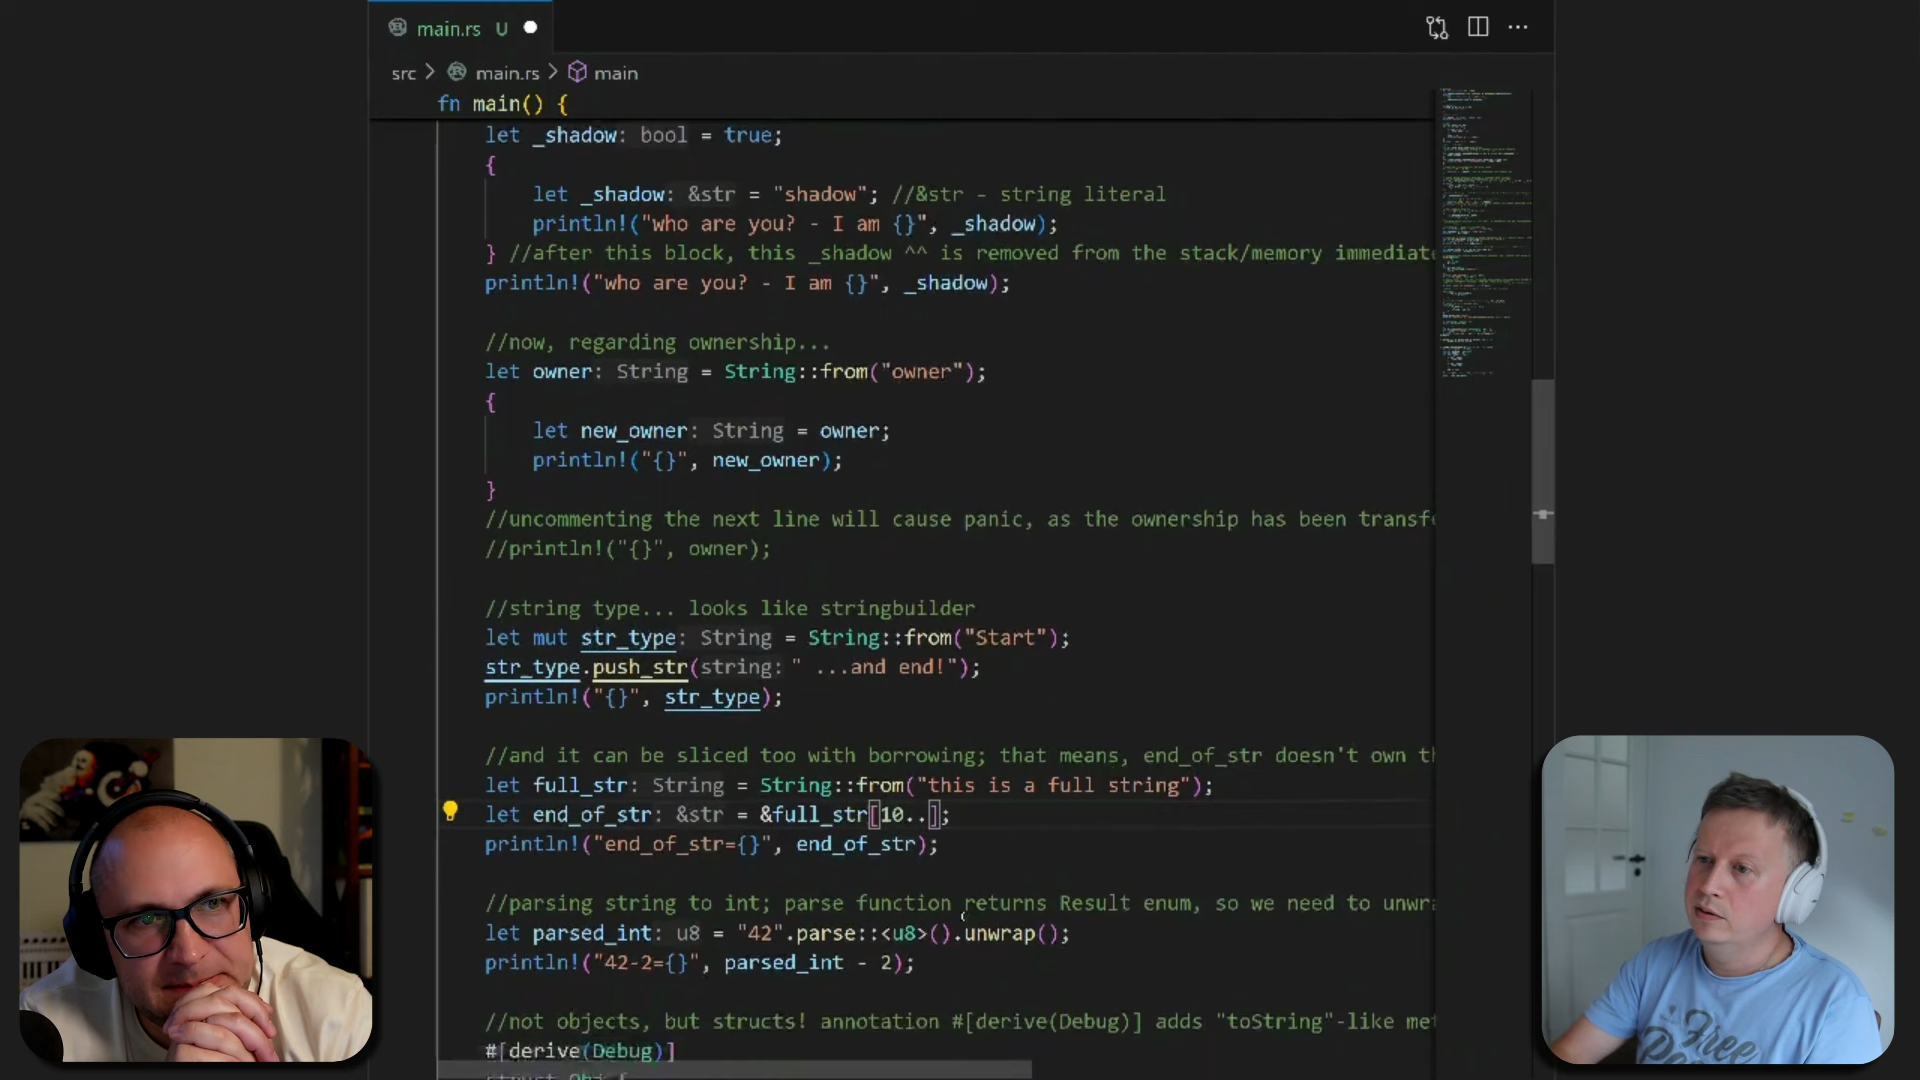 main.rs U
src > main.rs > main
fn main() {
let _shadow: bool = true;
{
let _shadow: &str = "shadow"; //&str - string literal
println!("who are you? - I am {}", _shadow);
} //after this block, this _shadow ^^ is removed from the stack/memory immediat
println!("who are you? - I am {}", _shadow);
//now, regarding ownership...
let owner: String = String::from("owner");
{
let new_owner: String = owner;
println!("{}", new_owner);
}
//uncommenting the next line will cause panic, as the ownership has been transf
//println!("{}", owner);
//string type... looks like stringbuilder
let mut str_type: String = String::from("Start");
str_type.push_str(string: " ...and end!");
println!("{}", str_type);
//and it can be sliced too with borrowing; that means, end_of_str doesn't own t
let full_str: String = String::from("this is a full string");
let end_of_str: &str = &full_str[10..];
println!("end_of_str={}", end_of_str);
//parsing string to int; parse function returns Result enum, so we need to unwr
let parsed_int: u8 = "42".parse::<u8>().unwrap();
println!("42-2={}", parsed_int - 2);
//not objects, but structs! annotation #[derive(Debug)] adds "toString"-like me
#[derive(Debug)]
Free